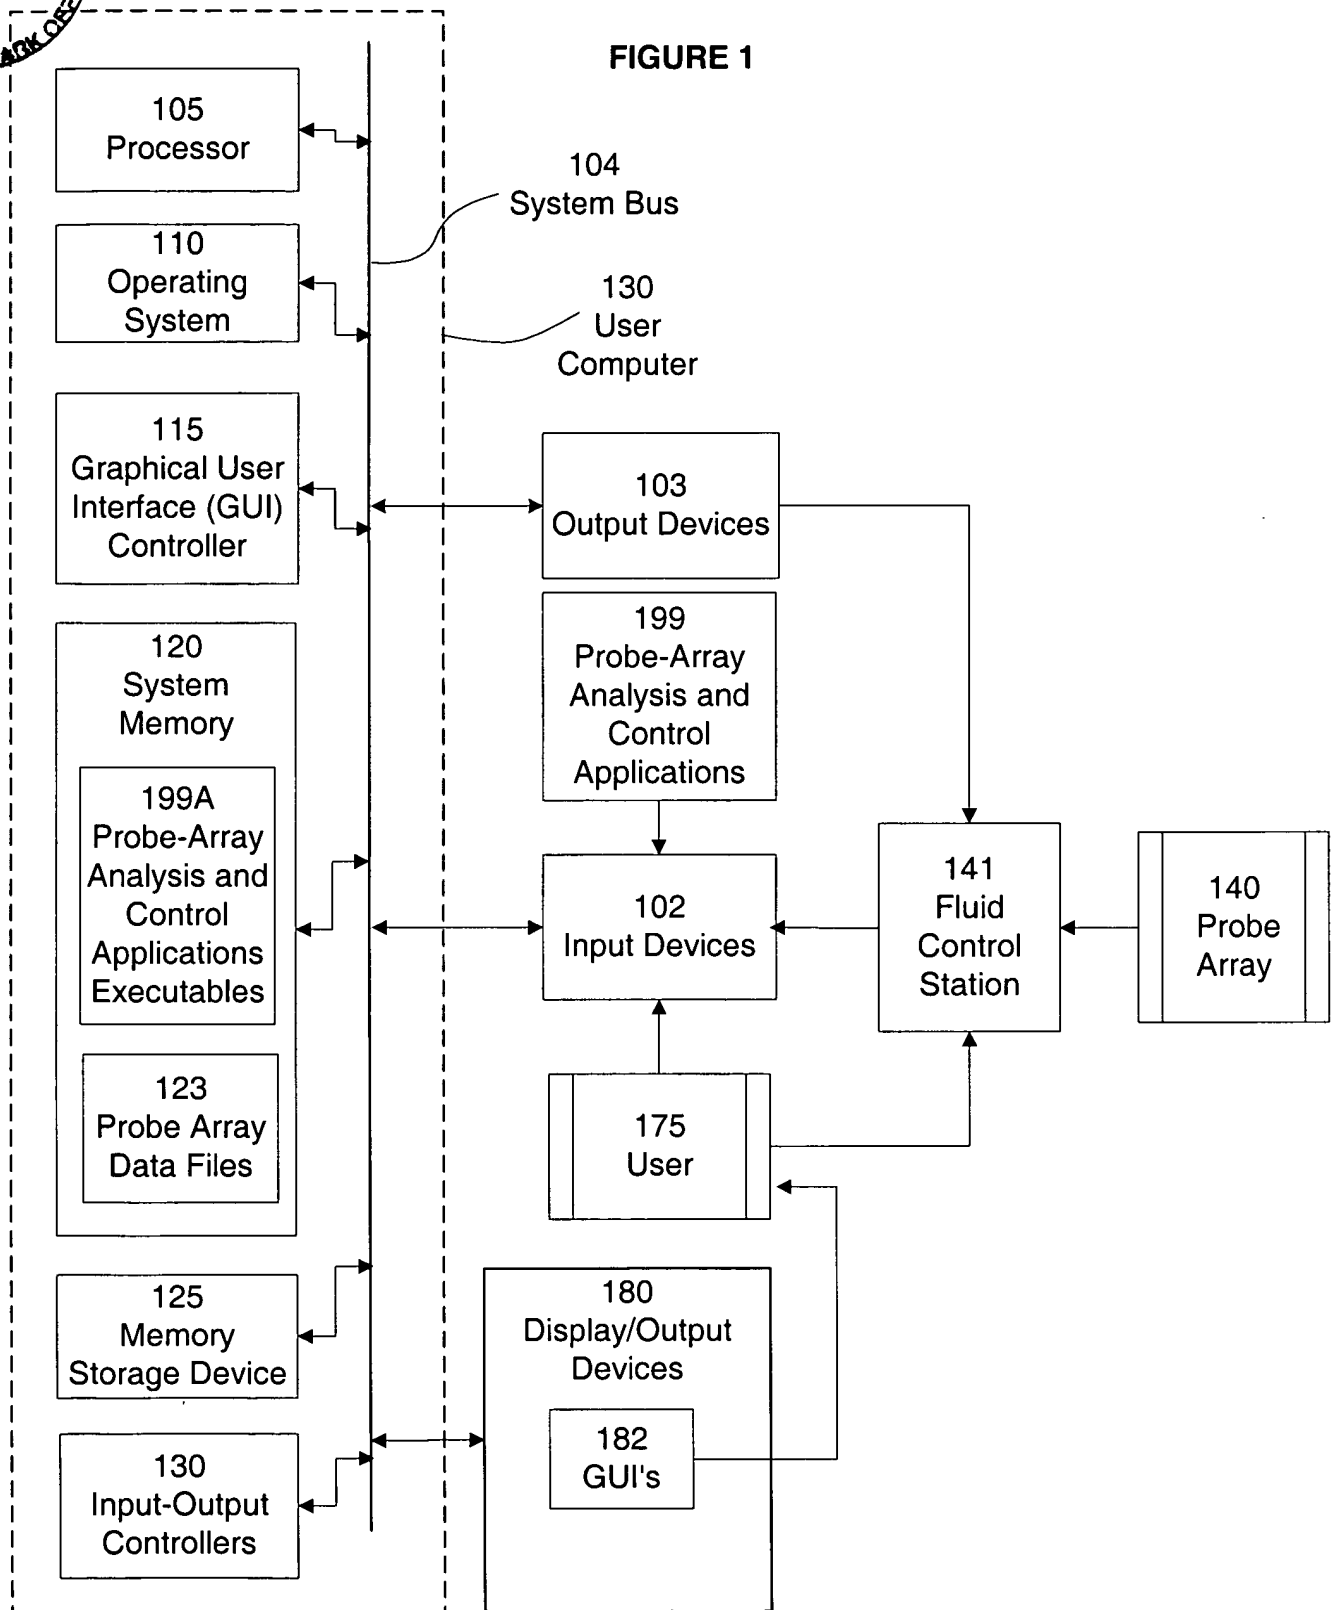 FIGURE 1
105
Processor
104
System Bus
110
Operating
System
130
User
Computer
115
Graphical User
Interface (GUI)
Controller
103
Output Devices
199
Probe-Array
Analysis and
Control
Applications
120
System
Memory
199A
Probe-Array
Analysis and
Control
Applications
Executables
102
Input Devices
141
Fluid
Control
Station
140
Probe
Array
123
Probe Array
Data Files
175
User
125
Memory
Storage Device
180
Display/Output
Devices
182
GUI's
130
Input-Output
Controllers